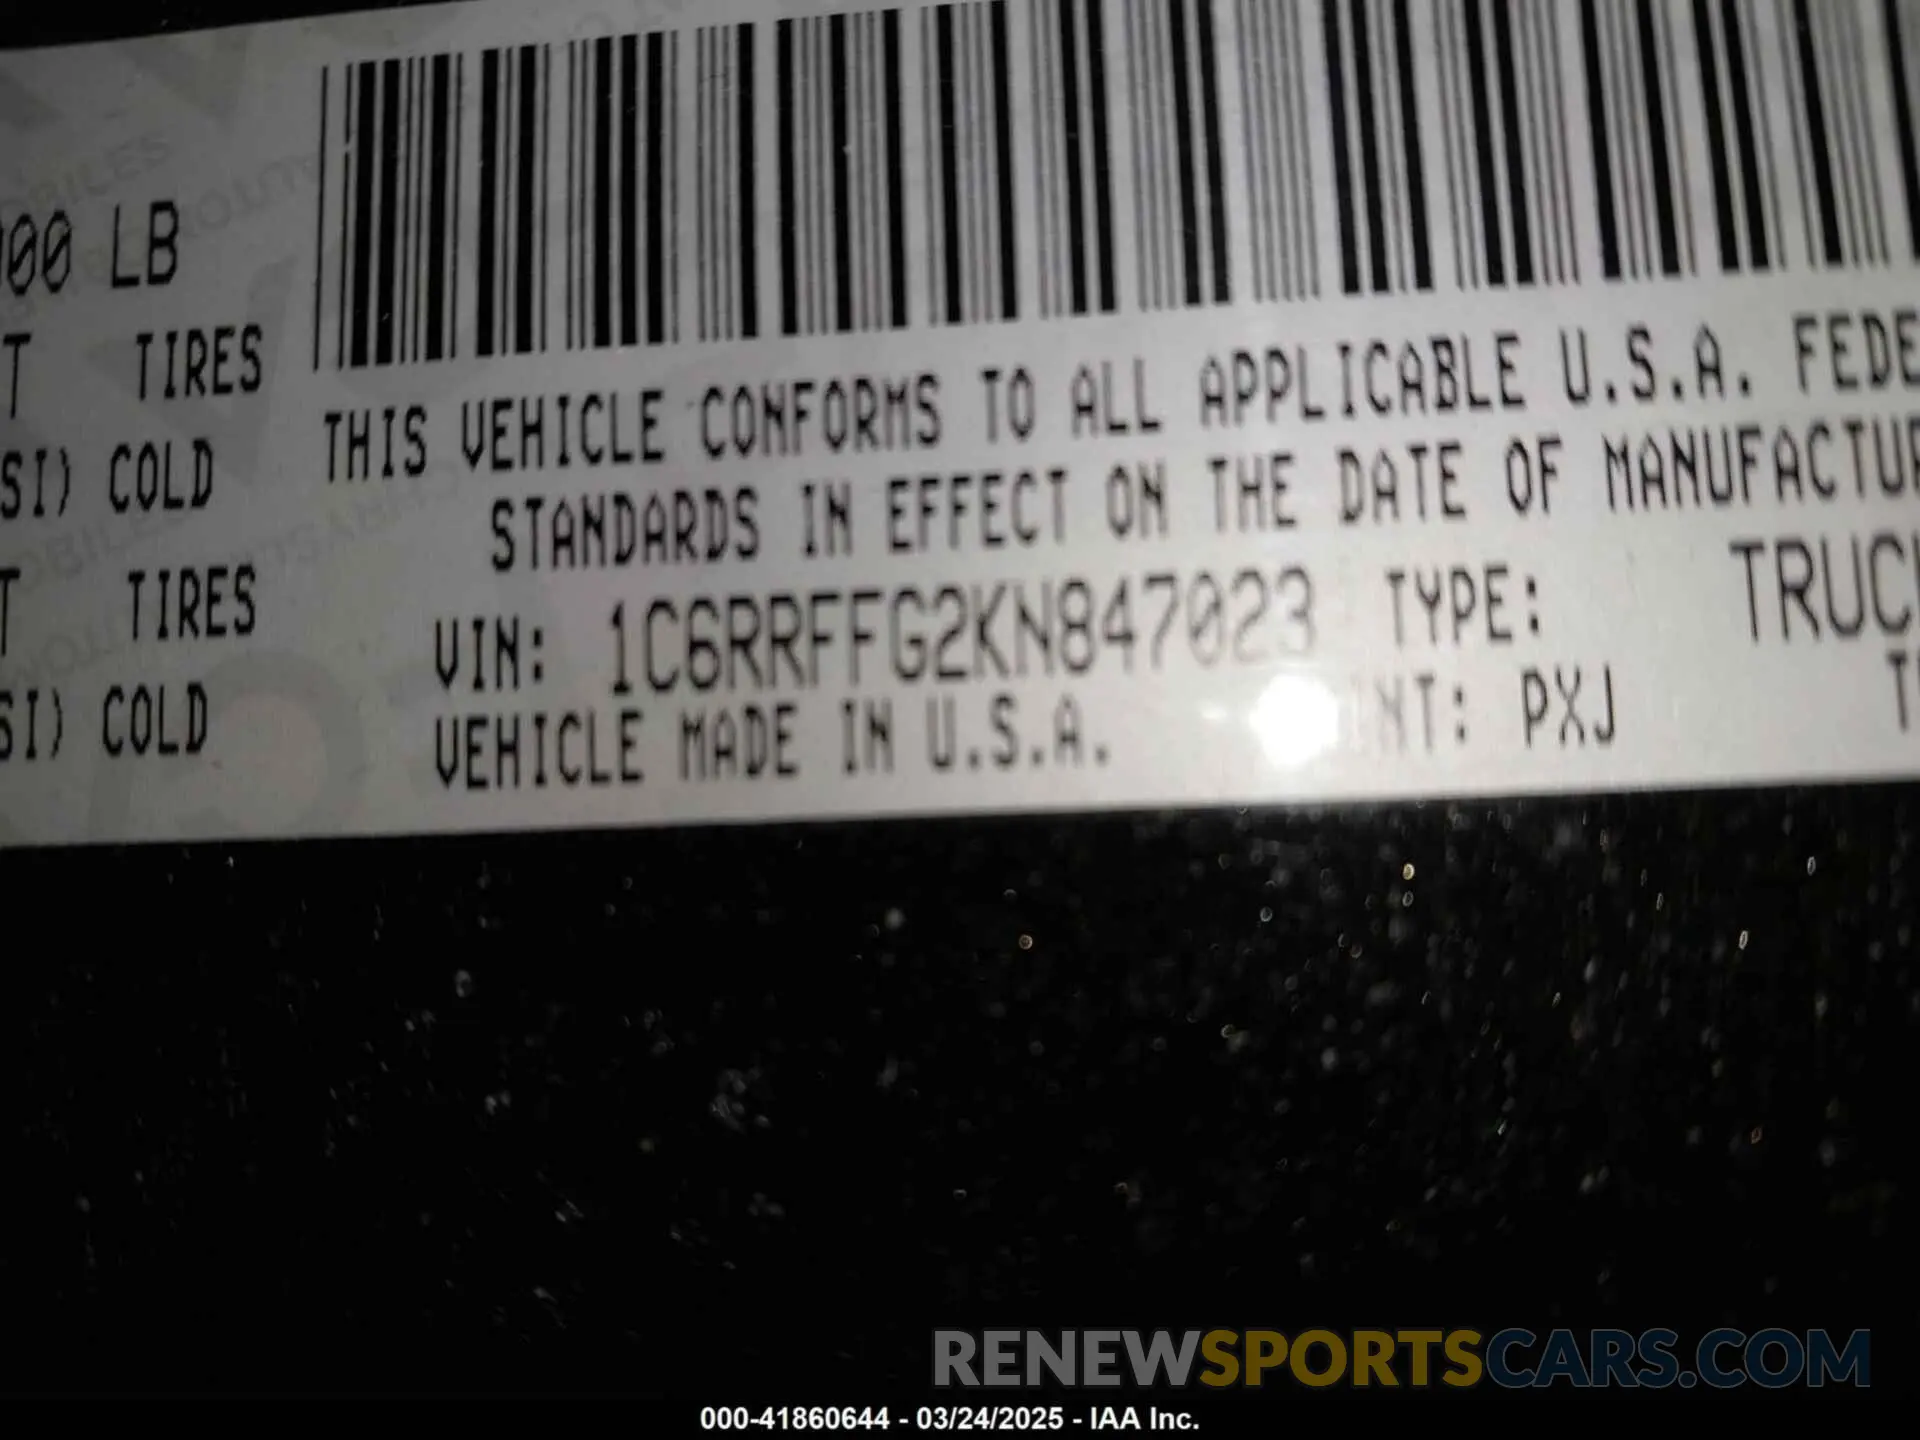 00 LB
T TIRES
SI) COLD
T TIRES
SI) COLD
THIS VEHICLE CONFORMS TO ALL APPLICABLE U.S.A. FEDE
STANDARDS IN EFFECT ON THE DATE OF MANUFACTUR
VIN: 1C6RRFFG2KN847023 TYPE: TRUC
VEHICLE MADE IN U.S.A. NT: PXJ
RENEWSPORTSCARS.COM
000-41860644 - 03/24/2025 - IAA Inc.